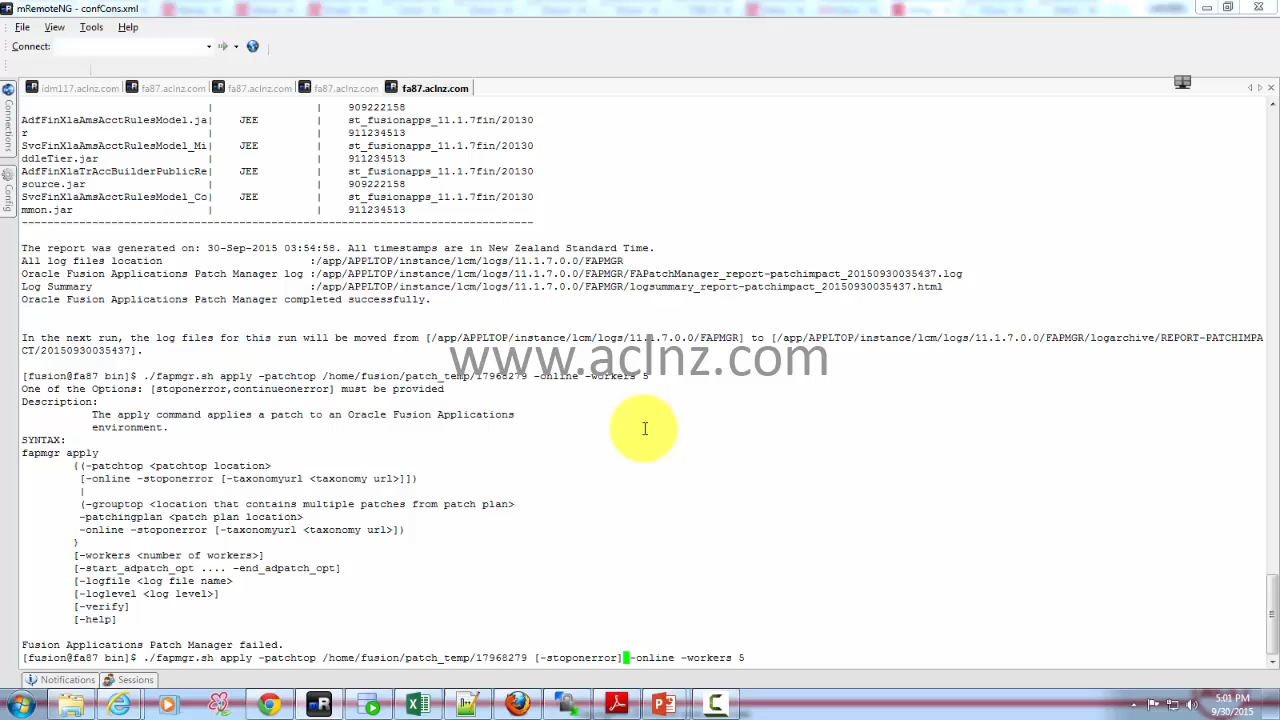 mRemoteNG - confCons.xml
File View Tools Help
Connect:
idm117.aclnz.com fa87.aclnz.com fa87.aclnz.com fa87.aclnz.com fa87.aclnz.com
Connections
Config
| | 909222158
AdfFinXlaAmsAcctRulesModel.ja| JEE | st_fusionapps_11.1.7fin/20130
r | | 911234513
SvcFinXlaAmsAcctRulesModel_Mi| JEE | st_fusionapps_11.1.7fin/20130
ddleTier.jar | | 911234513
AdfFinXlaTrAccBuilderPublicRe| JEE | st_fusionapps_11.1.7fin/20130
source.jar | | 909222158
SvcFinXlaAmsAcctRulesModel_Co| JEE | st_fusionapps_11.1.7fin/20130
mmon.jar | | 911234513
--------------------------------------------------------------------------------
The report was generated on: 30-Sep-2015 03:54:58. All timestamps are in New Zealand Standard Time.
All log files location :/app/APPLTOP/instance/lcm/logs/11.1.7.0.0/FAPMGR
Oracle Fusion Applications Patch Manager log :/app/APPLTOP/instance/lcm/logs/11.1.7.0.0/FAPMGR/FAPatchManager_report-patchimpact_20150930035437.log
Log Summary :/app/APPLTOP/instance/lcm/logs/11.1.7.0.0/FAPMGR/logsummary_report-patchimpact_20150930035437.html
Oracle Fusion Applications Patch Manager completed successfully.
In the next run, the log files for this run will be moved from [/app/APPLTOP/instance/lcm/logs/11.1.7.0.0/FAPMGR] to [/app/APPLTOP/instance/lcm/logs/11.1.7.0.0/FAPMGR/logarchive/REPORT-PATCHIMPA
CT/20150930035437].
www.aclnz.com
[fusion@fa87 bin]$ ./fapmgr.sh apply -patchtop /home/fusion/patch_temp/17968279 -online -workers 5
One of the Options: [stoponerror,continueonerror] must be provided
Description:
The apply command applies a patch to an Oracle Fusion Applications
environment.
SYNTAX:
fapmgr apply
{(-patchtop <patchtop location>
[-online -stoponerror [-taxonomyurl <taxonomy url>]])
|
(-grouptop <location that contains multiple patches from patch plan>
-patchingplan <patch plan location>
-online -stoponerror [-taxonomyurl <taxonomy url>])
}
[-workers <number of workers>]
[-start_adpatch_opt .... -end_adpatch_opt]
[-logfile <log file name>
[-loglevel <log level>]
[-verify]
[-help]
Fusion Applications Patch Manager failed.
[fusion@fa87 bin]$ ./fapmgr.sh apply -patchtop /home/fusion/patch_temp/17968279 [-stoponerror] -online -workers 5
Notifications Sessions
5:01 PM
9/30/2015